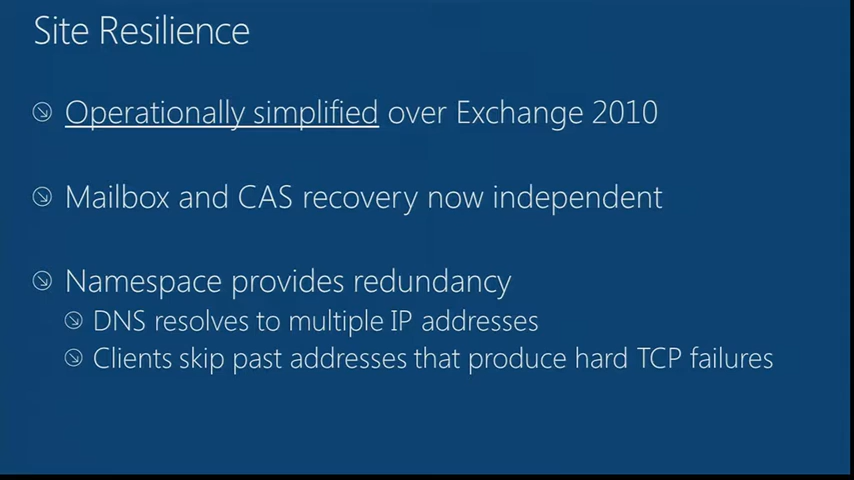 Site Resilience
Operationally simplified over Exchange 2010
Mailbox and CAS recovery now independent
Namespace provides redundancy
DNS resolves to multiple IP addresses
Clients skip past addresses that produce hard TCP failures